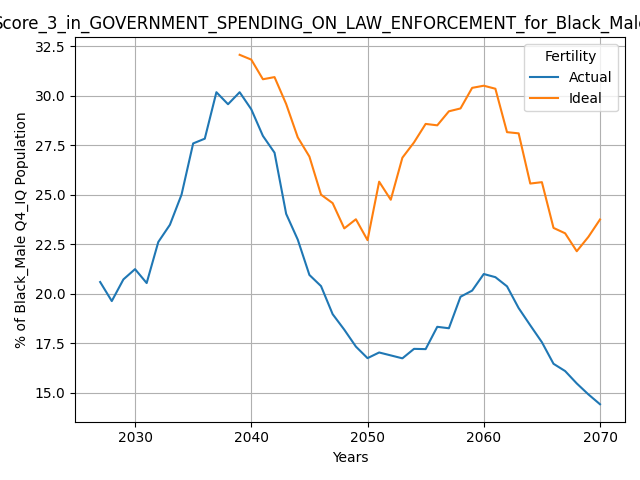 Score_3_in_GOVERNMENT_SPENDING_ON_LAW_ENFORCEMENT_for_Black_Male
32.5
30.0
27.5
25.0
22.5
20.0
17.5
15.0
% of Black_Male Q4_IQ Population
Fertility
Actual
Ideal
2030 2040 2050 2060 2070
Years